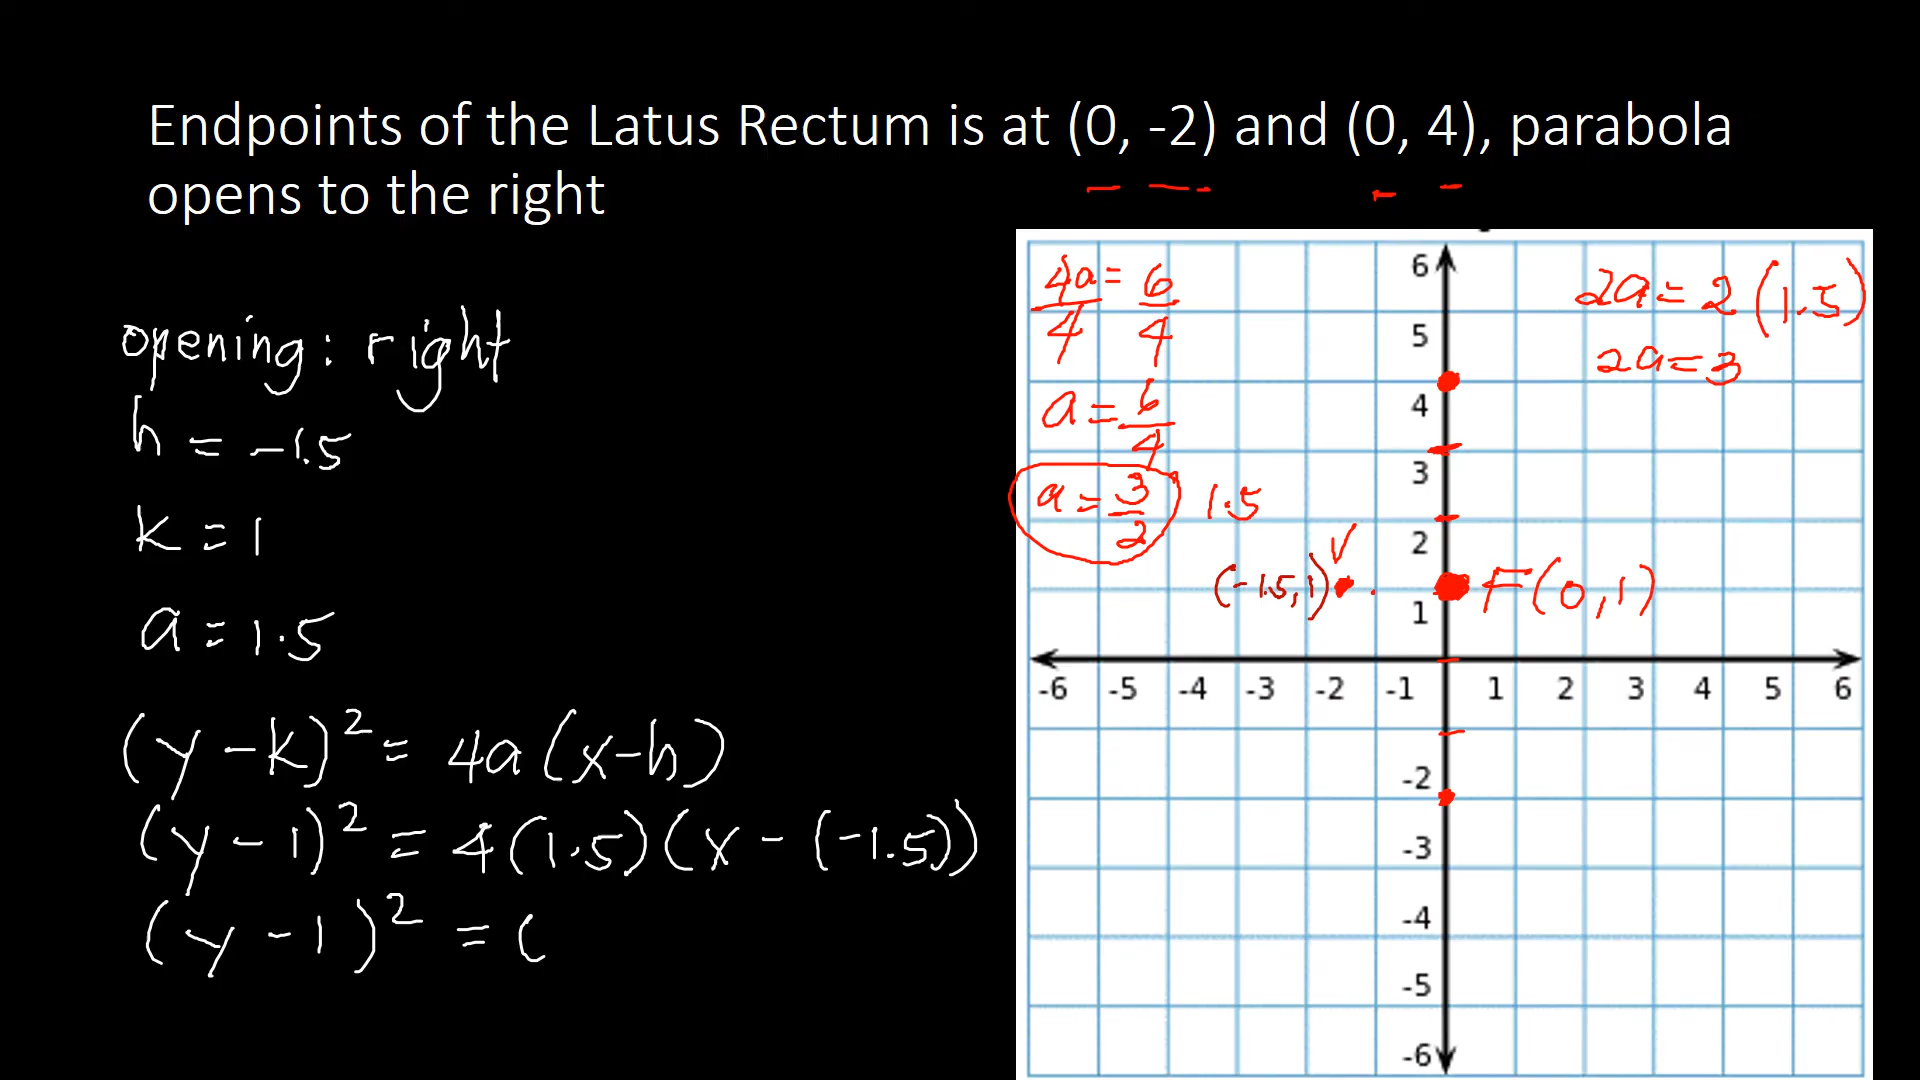 Endpoints of the Latus Rectum is at (0, -2) and (0, 4), parabola
opens to the right
opening: right
h = -1.5
k = 1
a = 1.5
(y - k)² = 4a(x-h)
(y - 1)² = 4(1.5)(x - (-1.5))
(y - 1)² = (
4a = 6
4 4
a = 6
4
a = 3
2
1.5
2a = 2(1.5)
2a = 3
V
(-1.5, 1)
F(0, 1)
6
5
4
3
2
1
-6 -5 -4 -3 -2 -1 1 2 3 4 5 6
-2
-3
-4
-5
-6